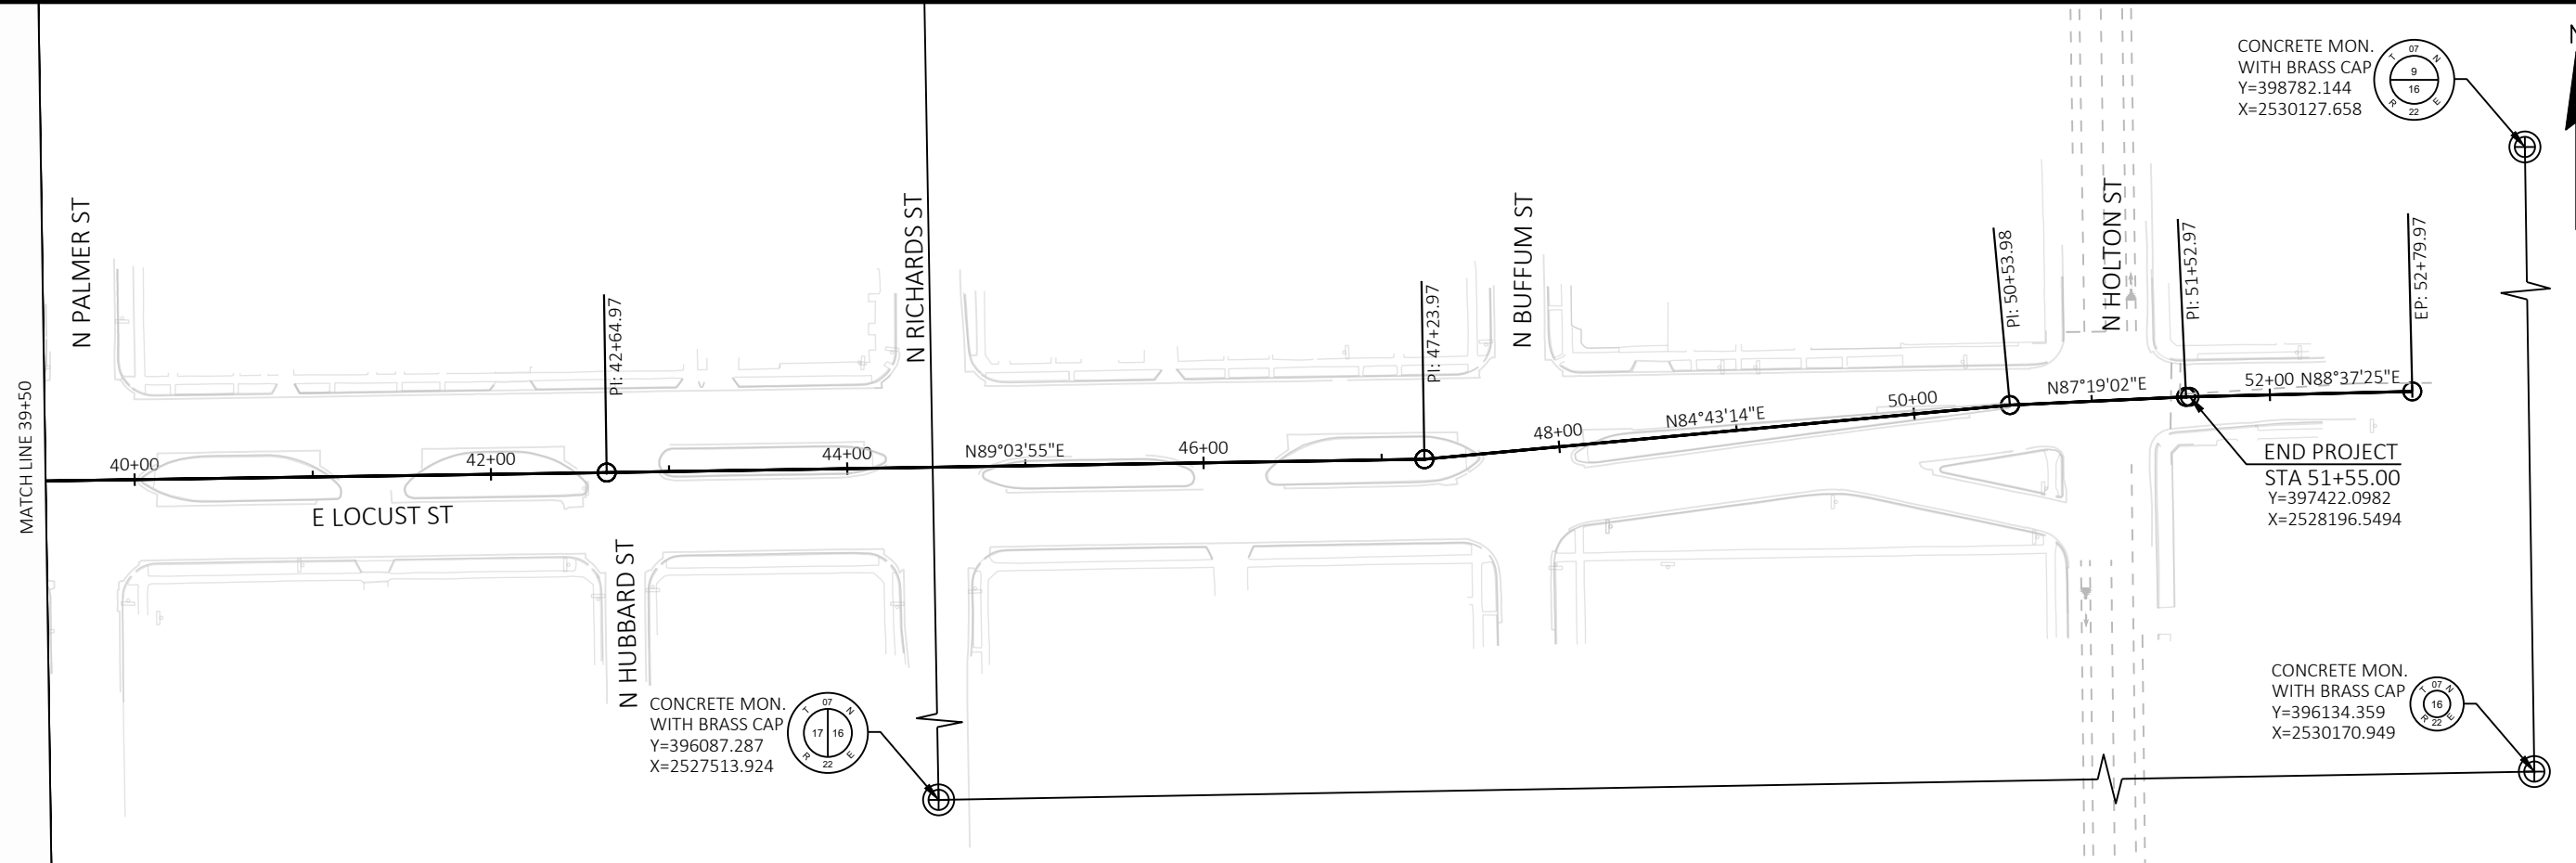 CONCRETE MON.
WITH BRASS CAP
Y=398782.144
X=2530127.658
T 07 N
9
16
R 22 E
N
N PALMER ST
N RICHARDS ST
N BUFFUM ST
N HOLTON ST
PI: 42+64.97
PI: 47+23.97
PI: 50+53.98
PI: 51+52.97
EP: 52+79.97
MATCH LINE 39+50
40+00
42+00
44+00
N89°03'55"E
46+00
48+00
N84°43'14"E
50+00
N87°19'02"E
52+00
N88°37'25"E
END PROJECT
STA 51+55.00
Y=397422.0982
X=2528196.5494
E LOCUST ST
N HUBBARD ST
CONCRETE MON.
WITH BRASS CAP
Y=396087.287
X=2527513.924
T 07 N
17 16
R 22 E
CONCRETE MON.
WITH BRASS CAP
Y=396134.359
X=2530170.949
T 07 N
16
R 22 E